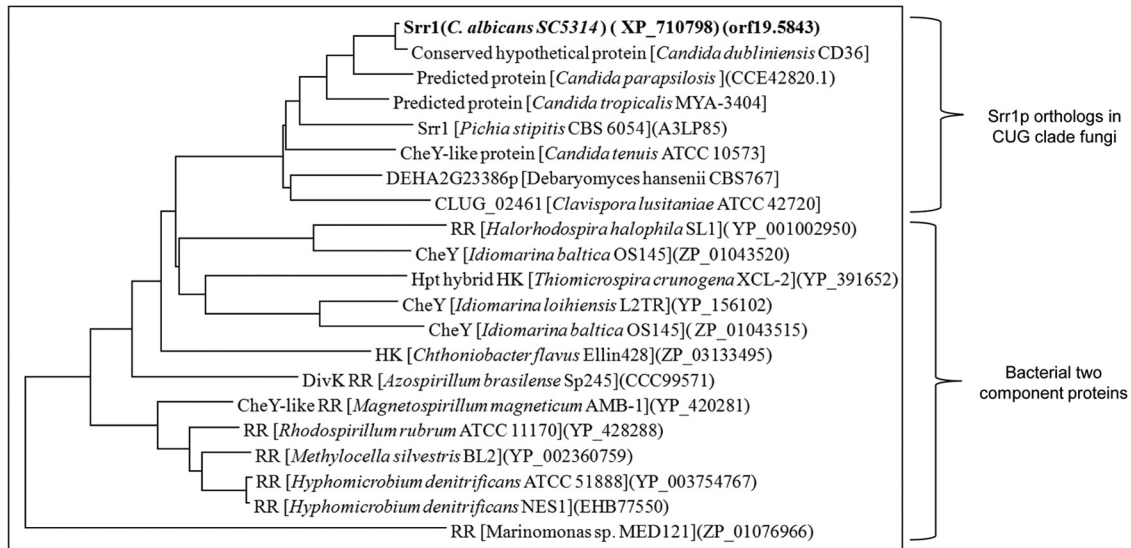 Srr1(C. albicans SC5314) ( XP_710798) (orf19.5843)
Conserved hypothetical protein [Candida dubliniensis CD36]
Predicted protein [Candida parapsilosis ](CCE42820.1)
Predicted protein [Candida tropicalis MYA-3404]
Srr1 [Pichia stipitis CBS 6054](A3LP85)
CheY-like protein [Candida tenuis ATCC 10573]
DEHA2G23386p [Debaryomyces hansenii CBS767]
CLUG_02461 [Clavispora lusitaniae ATCC 42720]
RR [Halorhodospira halophila SL1]( YP_001002950)
CheY [Idiomarina baltica OS145](ZP_01043520)
Hpt hybrid HK [Thiomicrospira crunogena XCL-2](YP_391652)
CheY [Idiomarina loihiensis L2TR](YP_156102)
CheY [Idiomarina baltica OS145]( ZP_01043515)
HK [Chthoniobacter flavus Ellin428](ZP_03133495)
DivK RR [Azospirillum brasilense Sp245](CCC99571)
CheY-like RR [Magnetospirillum magneticum AMB-1](YP_420281)
RR [Rhodospirillum rubrum ATCC 11170](YP_428288)
RR [Methylocella silvestris BL2](YP_002360759)
RR [Hyphomicrobium denitrificans ATCC 51888](YP_003754767)
RR [Hyphomicrobium denitrificans NES1](EHB77550)
RR [Marinomonas sp. MED121](ZP_01076966)
Srr1p orthologs in
CUG clade fungi
Bacterial two
component proteins